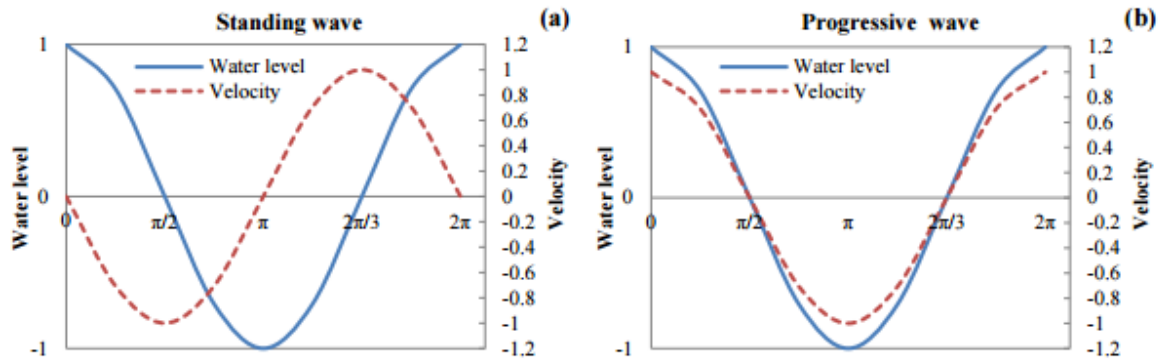 Standing wave
(a)
Water level
Velocity
1
0
-1
1.2
1
0.8
0.6
0.4
0.2
0
-0.2
-0.4
-0.6
-0.8
-1
-1.2
0
π/2
π
2π/3
2π
Water level
Velocity
Progressive wave
(b)
Water level
Velocity
1
0
-1
1.2
1
0.8
0.6
0.4
0.2
0
-0.2
-0.4
-0.6
-0.8
-1
-1.2
0
π/2
π
2π/3
2π
Water level
Velocity